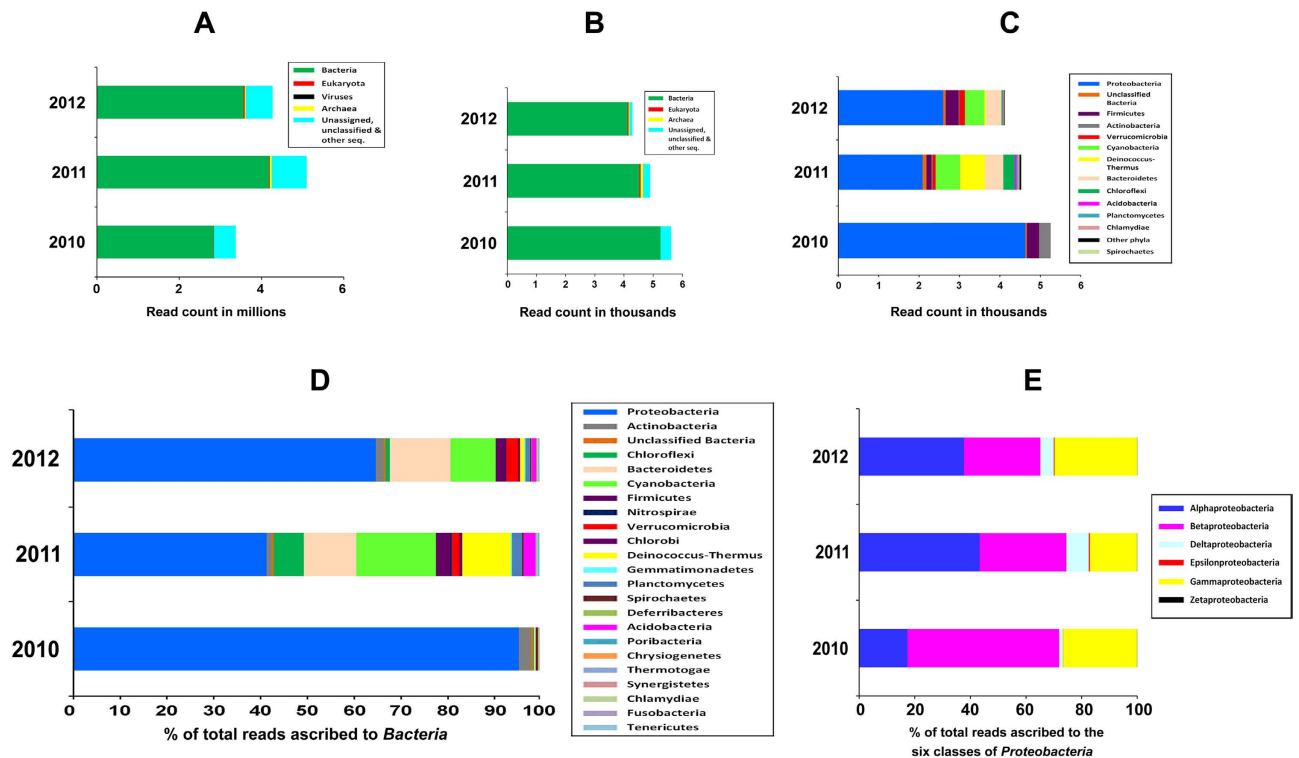 A
Bacteria
Eukaryota
Viruses
Archaea
Unassigned,
unclassified &
other seq.
2012
2011
2010
0 2 4 6
Read count in millions
B
Bacteria
Eukaryota
Archaea
Unassigned,
unclassified &
other seq.
2012
2011
2010
0 1 2 3 4 5 6
Read count in thousands
C
Proteobacteria
Unclassified
Bacteria
Firmicutes
Actinobacteria
Verrucomicrobia
Cyanobacteria
Deinococcus-
Thermus
Bacteroidetes
Chloroflexi
Acidobacteria
Planctomycetes
Chlamydiae
Other phyla
Spirochaetes
2012
2011
2010
0 1 2 3 4 5 6
Read count in thousands
D
2012
2011
2010
0 10 20 30 40 50 60 70 80 90 100
% of total reads ascribed to Bacteria
Proteobacteria
Actinobacteria
Unclassified Bacteria
Chloroflexi
Bacteroidetes
Cyanobacteria
Firmicutes
Nitrospirae
Verrucomicrobia
Chlorobi
Deinococcus-Thermus
Gemmatimonadetes
Planctomycetes
Spirochaetes
Deferribacteres
Acidobacteria
Poribacteria
Chrysiogenetes
Thermotogae
Synergistetes
Chlamydiae
Fusobacteria
Tenericutes
E
2012
2011
2010
0 20 40 60 80 100
% of total reads ascribed to the
six classes of Proteobacteria
Alphaproteobacteria
Betaproteobacteria
Deltaproteobacteria
Epsilonproteobacteria
Gammaproteobacteria
Zetaproteobacteria